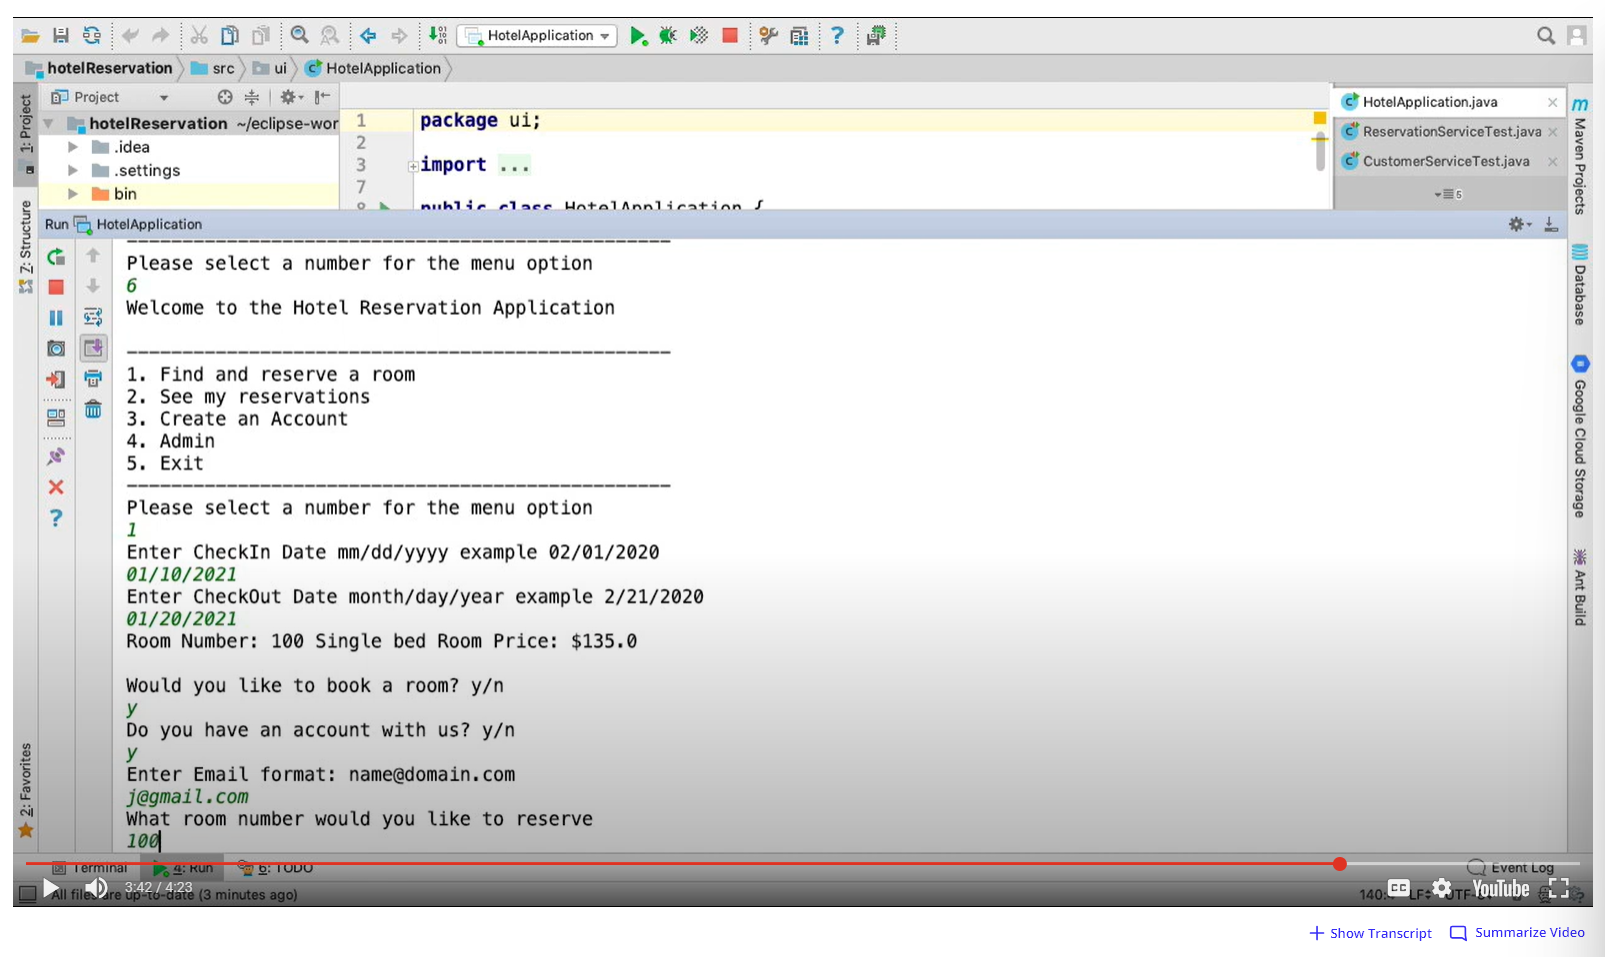 HotelApplication
hotelReservation src ui HotelApplication
1: Project
Project
hotelReservation ~/eclipse-wor
.idea
.settings
bin
1 package ui;
2
3 import ...
7
8 public class HotelApplication {
HotelApplication.java
ReservationServiceTest.java
CustomerServiceTest.java
5
Maven Projects
Database
Google Cloud Storage
Ant Build
Z: Structure
2: Favorites
Run HotelApplication
Please select a number for the menu option
6
Welcome to the Hotel Reservation Application
1. Find and reserve a room
2. See my reservations
3. Create an Account
4. Admin
5. Exit
Please select a number for the menu option
1
Enter CheckIn Date mm/dd/yyyy example 02/01/2020
01/10/2021
Enter CheckOut Date month/day/year example 2/21/2020
01/20/2021
Room Number: 100 Single bed Room Price: $135.0
Would you like to book a room? y/n
y
Do you have an account with us? y/n
y
Enter Email format: name@domain.com
j@gmail.com
What room number would you like to reserve
100
Terminal 4: Run 6: TODO Event Log
3:42 / 4:23
CC YouTube
All files are up-to-date (3 minutes ago)
Show Transcript Summarize Video